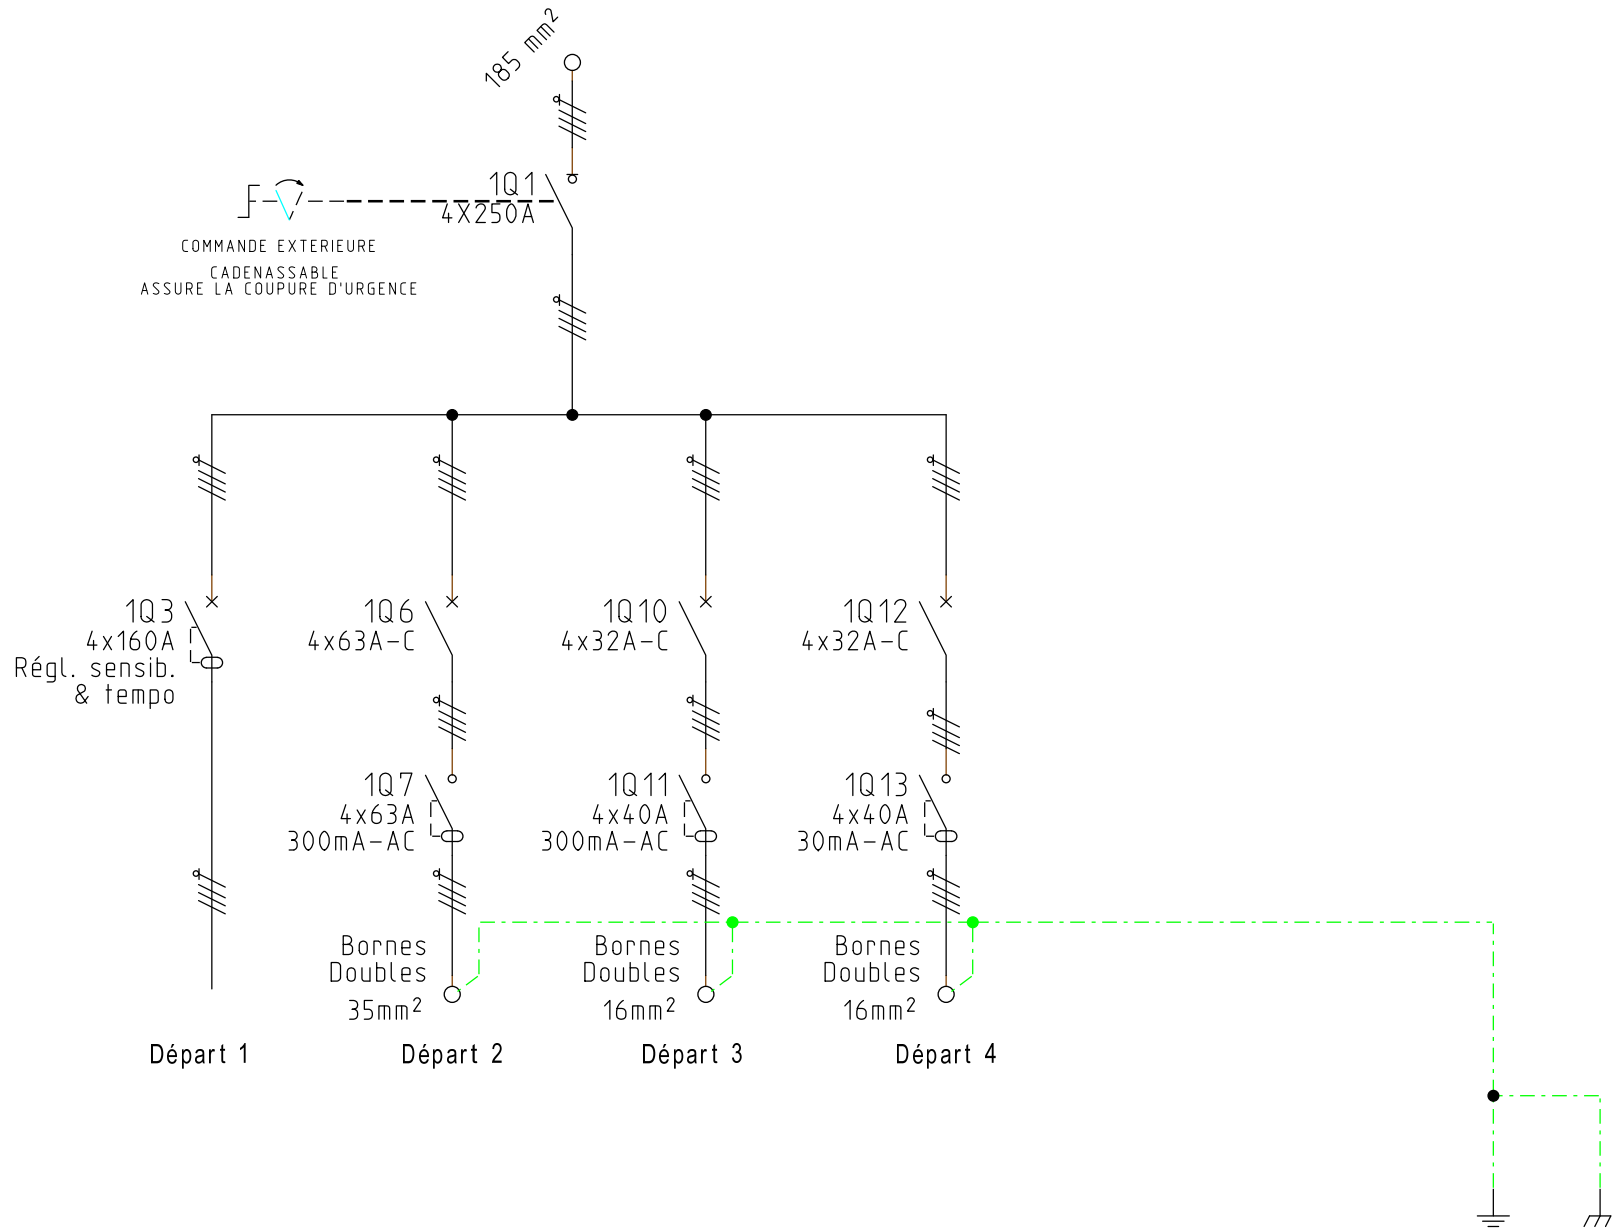 185 mm²
1Q1
4X250A
COMMANDE EXTERIEURE
CADENASSABLE
ASSURE LA COUPURE D'URGENCE
1Q3
4x160A
Régl. sensib.
& tempo
1Q6
4x63A-C
1Q10
4x32A-C
1Q12
4x32A-C
1Q7
4x63A
300mA-AC
1Q11
4x40A
300mA-AC
1Q13
4x40A
30mA-AC
Bornes
Doubles
35mm²
Bornes
Doubles
16mm²
Bornes
Doubles
16mm²
Départ 1
Départ 2
Départ 3
Départ 4